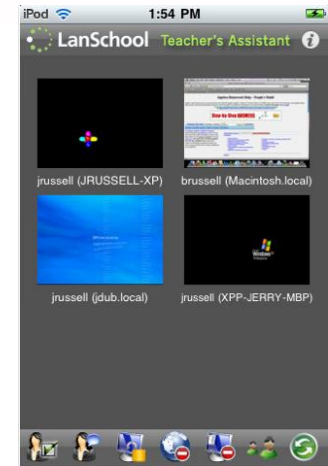 iPod 1:54 PM
LanSchool Teacher's Assistant i
jrussell (JRUSSELL-XP) brussell (Macintosh.local)
jrussell (jdub.local) jrussell (XPP-JERRY-MBP)